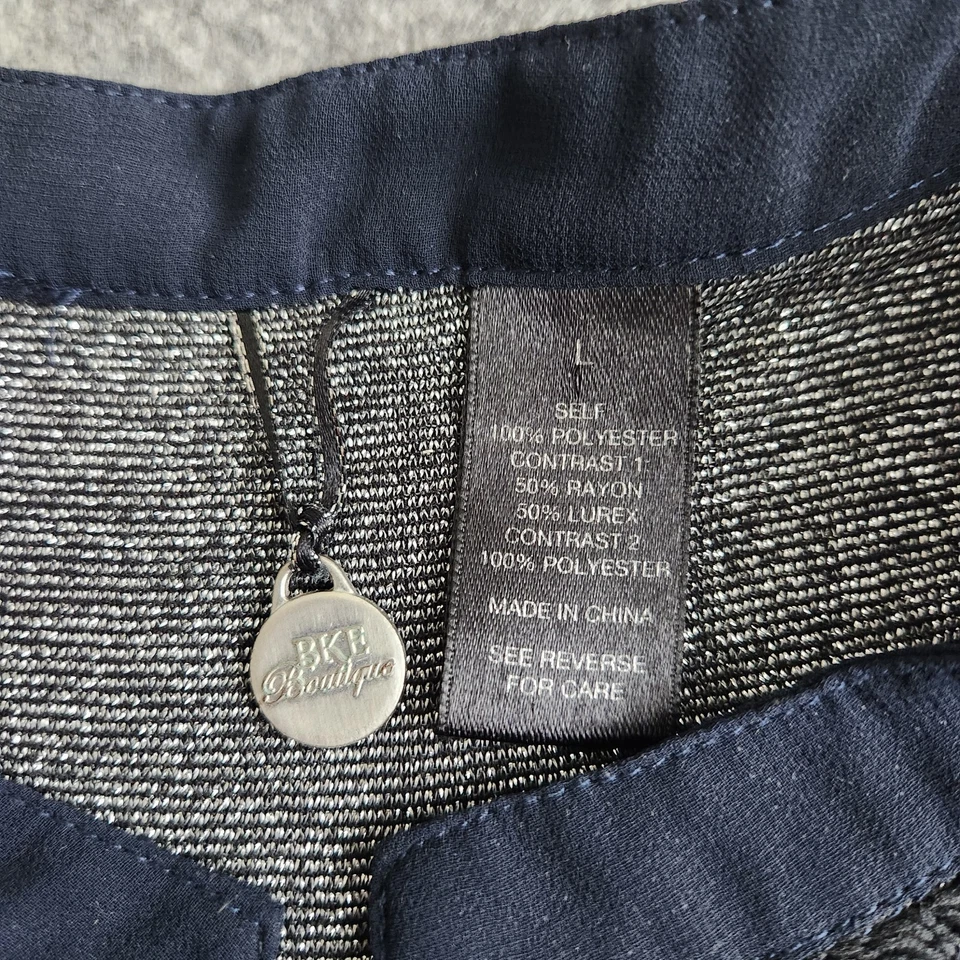 L
SELF
100% POLYESTER
CONTRAST 1
50% RAYON
50% LUREX
CONTRAST 2
100% POLYESTER
MADE IN CHINA
SEE REVERSE
FOR CARE
BKE
Boutique